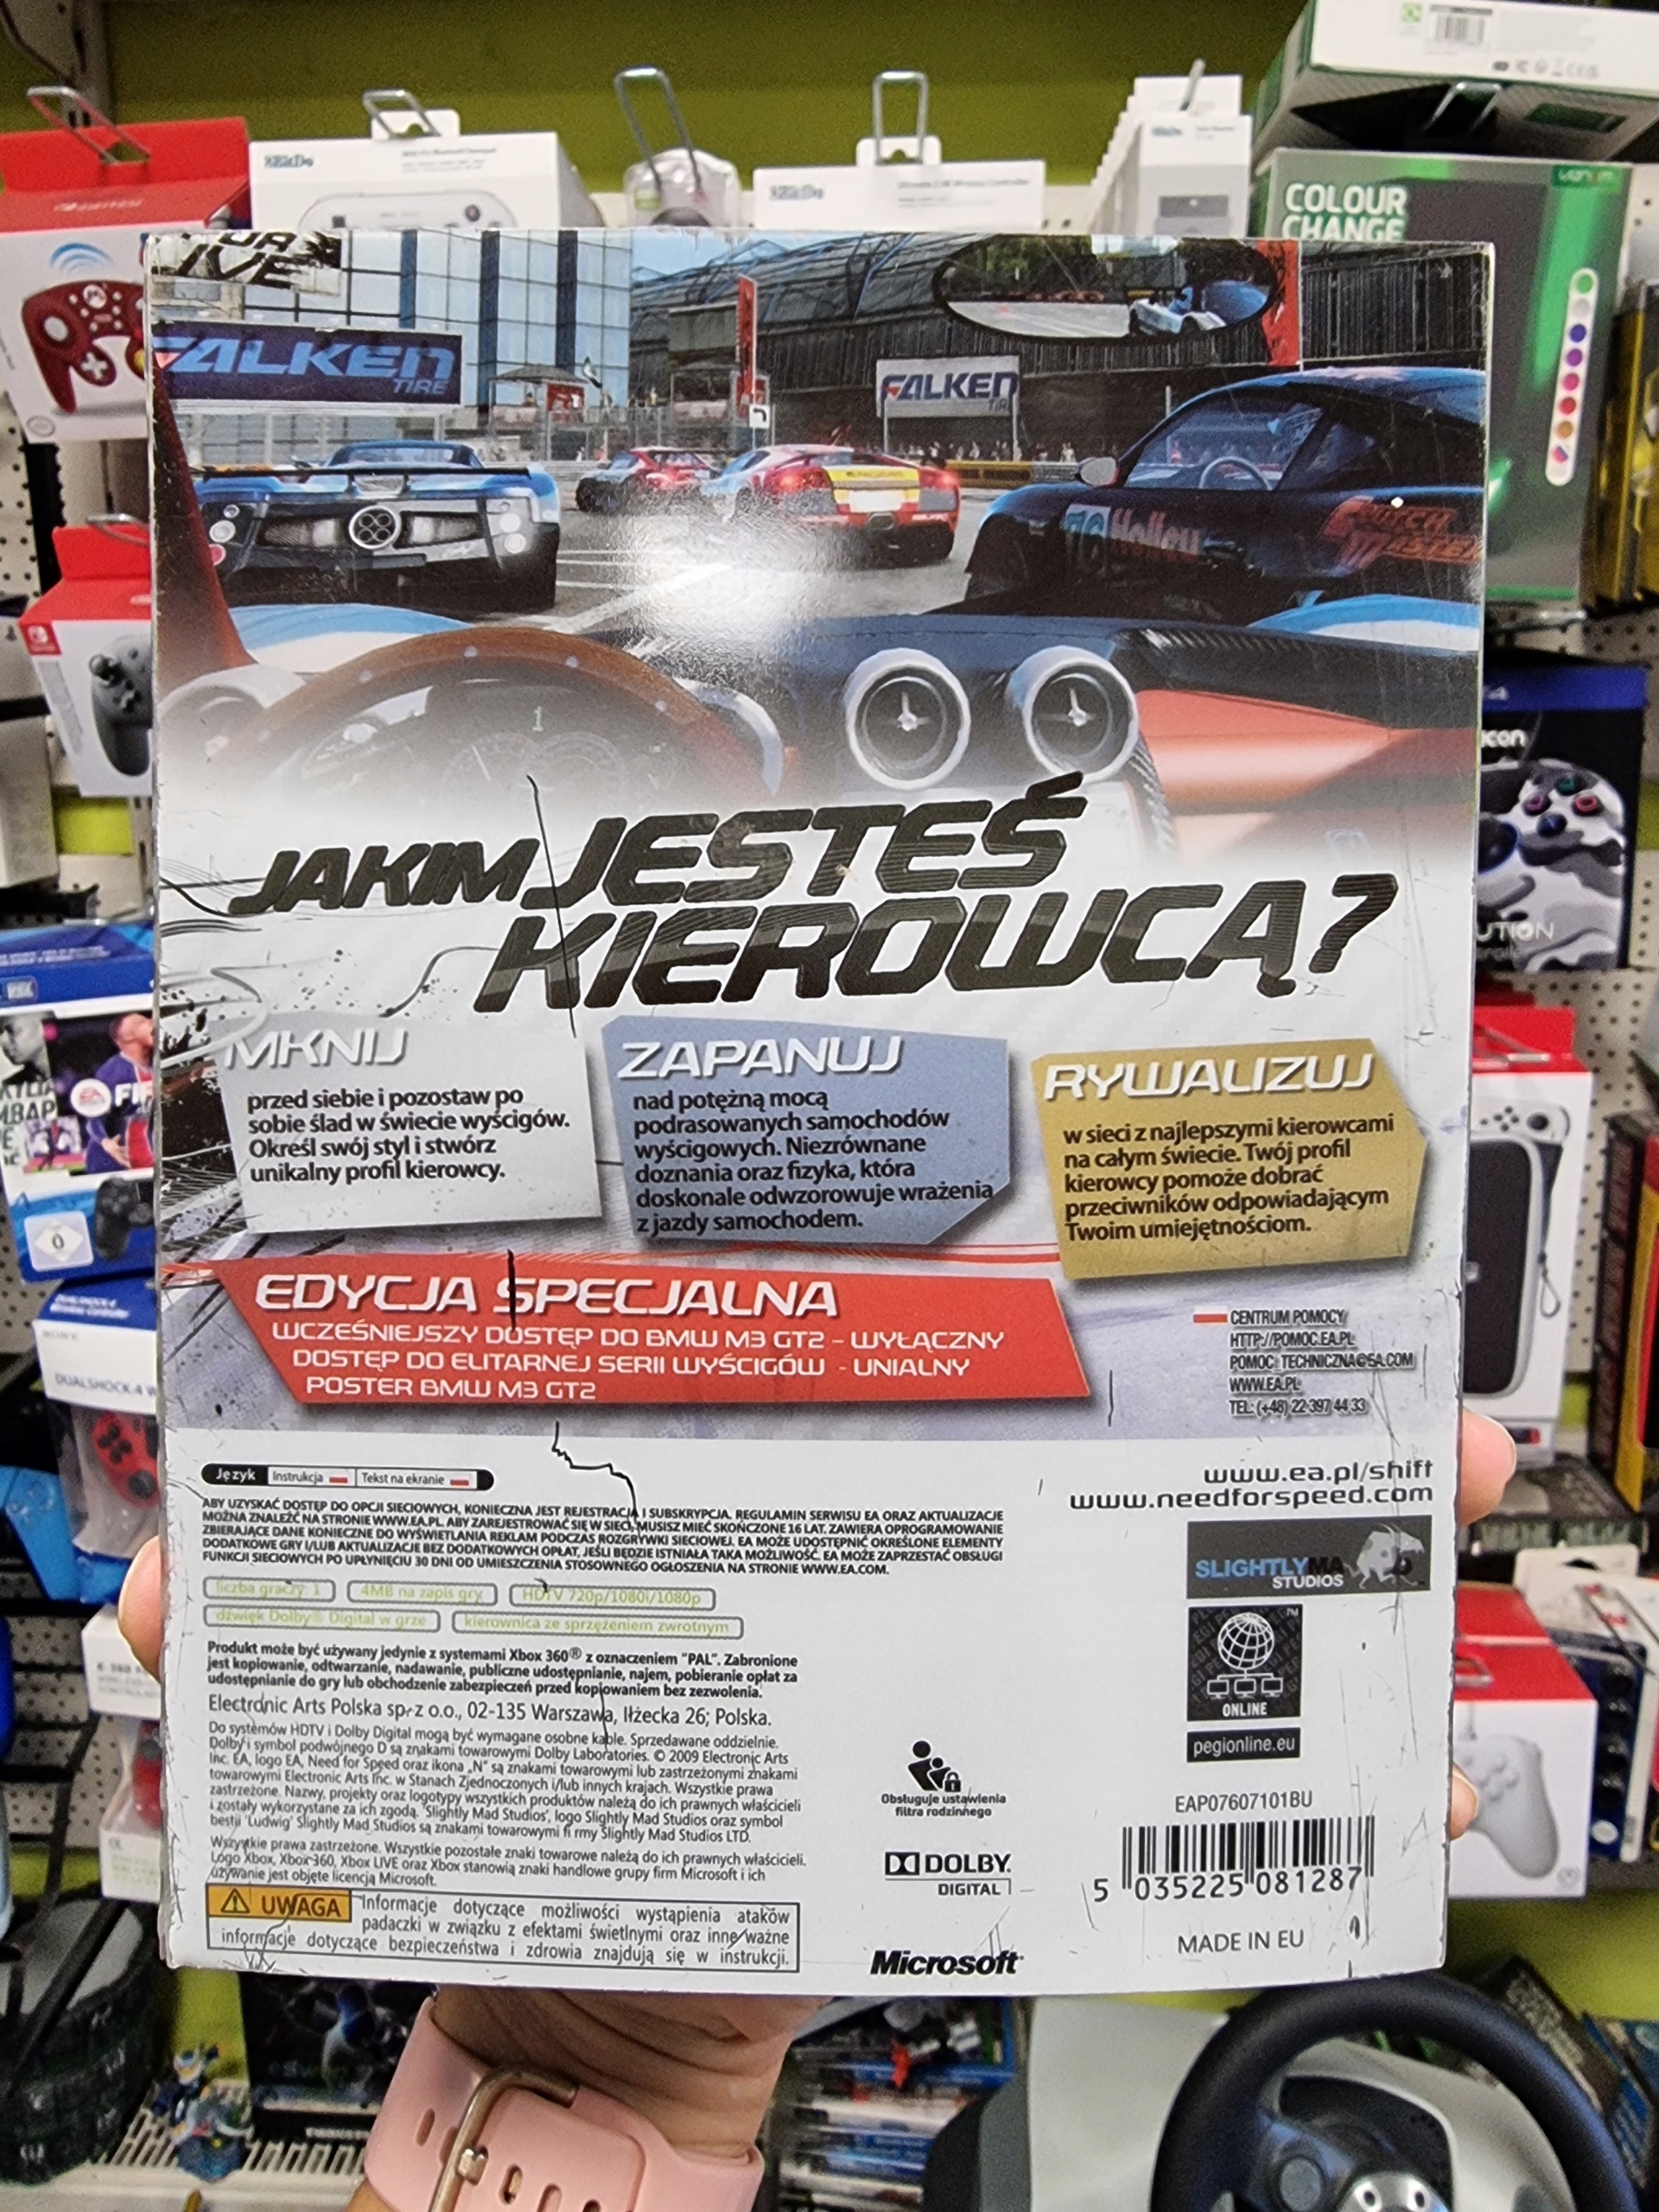 8BitDo
8BitDo
COLOUR
CHANGE
FALKEN
TIRE
FALKEN
TIRE
76 Holley
JAKIM JESTEŚ
KIEROWCĄ?
MKNIJ
przed siebie i pozostaw po
sobie ślad w świecie wyścigów.
Określ swój styl i stwórz
unikalny profil kierowcy.
ZAPANUJ
nad potężną mocą
podrasowanych samochodów
wyścigowych. Niezrównane
doznania oraz fizyka, która
doskonale odwzorowuje wrażenia
z jazdy samochodem.
RYWALIZUJ
w sieci z najlepszymi kierowcami
na całym świecie. Twój profil
kierowcy pomoże dobrać
przeciwników odpowiadającym
Twoim umiejętnościom.
EDYCJA SPECJALNA
WCZEŚNIEJSZY DOSTĘP DO BMW M3 GT2 - WYŁĄCZNY
DOSTĘP DO ELITARNEJ SERII WYŚCIGÓW - UNIALNY
POSTER BMW M3 GT2
CENTRUM POMOCY
HTTP://POMOC.EA.PL
POMOC_TECHNICZNA@EA.COM
WWW.EA.PL
TEL: (+48) 22 397 44 33
Język Instrukcja Tekst na ekranie
www.ea.pl/shift
www.needforspeed.com
ABY UZYSKAĆ DOSTĘP DO OPCJI SIECIOWYCH, KONIECZNA JEST REJESTRACJA I SUBSKRYPCJA. REGULAMIN SERWISU EA ORAZ AKTUALIZACJE
MOŻNA ZNALEŹĆ NA STRONIE WWW.EA.PL. ABY ZAREJESTROWAĆ SIĘ W SIECI, MUSISZ MIEĆ SKOŃCZONE 16 LAT. ZAWIERA OPROGRAMOWANIE
ZBIERAJĄCE DANE KONIECZNE DO WYŚWIETLANIA REKLAM PODCZAS ROZGRYWKI SIECIOWEJ. EA MOŻE UDOSTĘPNIĆ OKREŚLONE ELEMENTY
DODATKOWE GRY I/LUB AKTUALIZACJE BEZ DODATKOWYCH OPŁAT, JEŚLI BĘDZIE ISTNIAŁA TAKA MOŻLIWOŚĆ. EA MOŻE ZAPRZESTAĆ OBSŁUGI
FUNKCJI SIECIOWYCH PO UPŁYNIĘCIU 30 DNI OD UMIESZCZENIA STOSOWNEGO OGŁOSZENIA NA STRONIE WWW.EA.COM.
liczba graczy: 1 4MB na zapis gry HDTV 720p/1080i/1080p
dźwięk Dolby® Digital w grze kierownica ze sprzężeniem zwrotnym
SLIGHTLY MAD
STUDIOS
Produkt może być używany jedynie z systemami Xbox 360® z oznaczeniem "PAL". Zabronione
jest kopiowanie, odtwarzanie, nadawanie, publiczne udostępnianie, najem, pobieranie opłat za
udostępnianie do gry lub obchodzenie zabezpieczeń przed kopiowaniem bez zezwolenia.
Electronic Arts Polska sp. z o.o., 02-135 Warszawa, Iłżecka 26; Polska.
Do systemów HDTV i Dolby Digital mogą być wymagane osobne kable. Sprzedawane oddzielnie.
Dolby i symbol podwójnego D są znakami towarowymi Dolby Laboratories. © 2009 Electronic Arts
Inc. EA, logo EA, Need for Speed oraz ikona „N" są znakami towarowymi lub zastrzeżonymi znakami
towarowymi Electronic Arts Inc. w Stanach Zjednoczonych i/lub innych krajach. Wszystkie prawa
zastrzeżone. Nazwy, projekty oraz logotypy wszystkich produktów należą do ich prawnych właścicieli
i zostały wykorzystane za ich zgodą. 'Slightly Mad Studios', logo Slightly Mad Studios oraz symbol
bestii 'Ludwig' Slightly Mad Studios są znakami towarowymi fi rmy Slightly Mad Studios LTD.
Wszystkie prawa zastrzeżone. Wszystkie pozostałe znaki towarowe należą do ich prawnych właścicieli.
Logo Xbox, Xbox 360, Xbox LIVE oraz Xbox stanowią znaki handlowe grupy firm Microsoft i ich
używanie jest objęte licencją Microsoft.
UWAGA Informacje dotyczące możliwości wystąpienia ataków
padaczki w związku z efektami świetlnymi oraz inne ważne
informacje dotyczące bezpieczeństwa i zdrowia znajdują się w instrukcji.
Obsługuje ustawienia
filtra rodzinnego
DOLBY
DIGITAL
Microsoft
ONLINE
pegionline.eu
EAP07607101BU
5 035225 081287
MADE IN EU